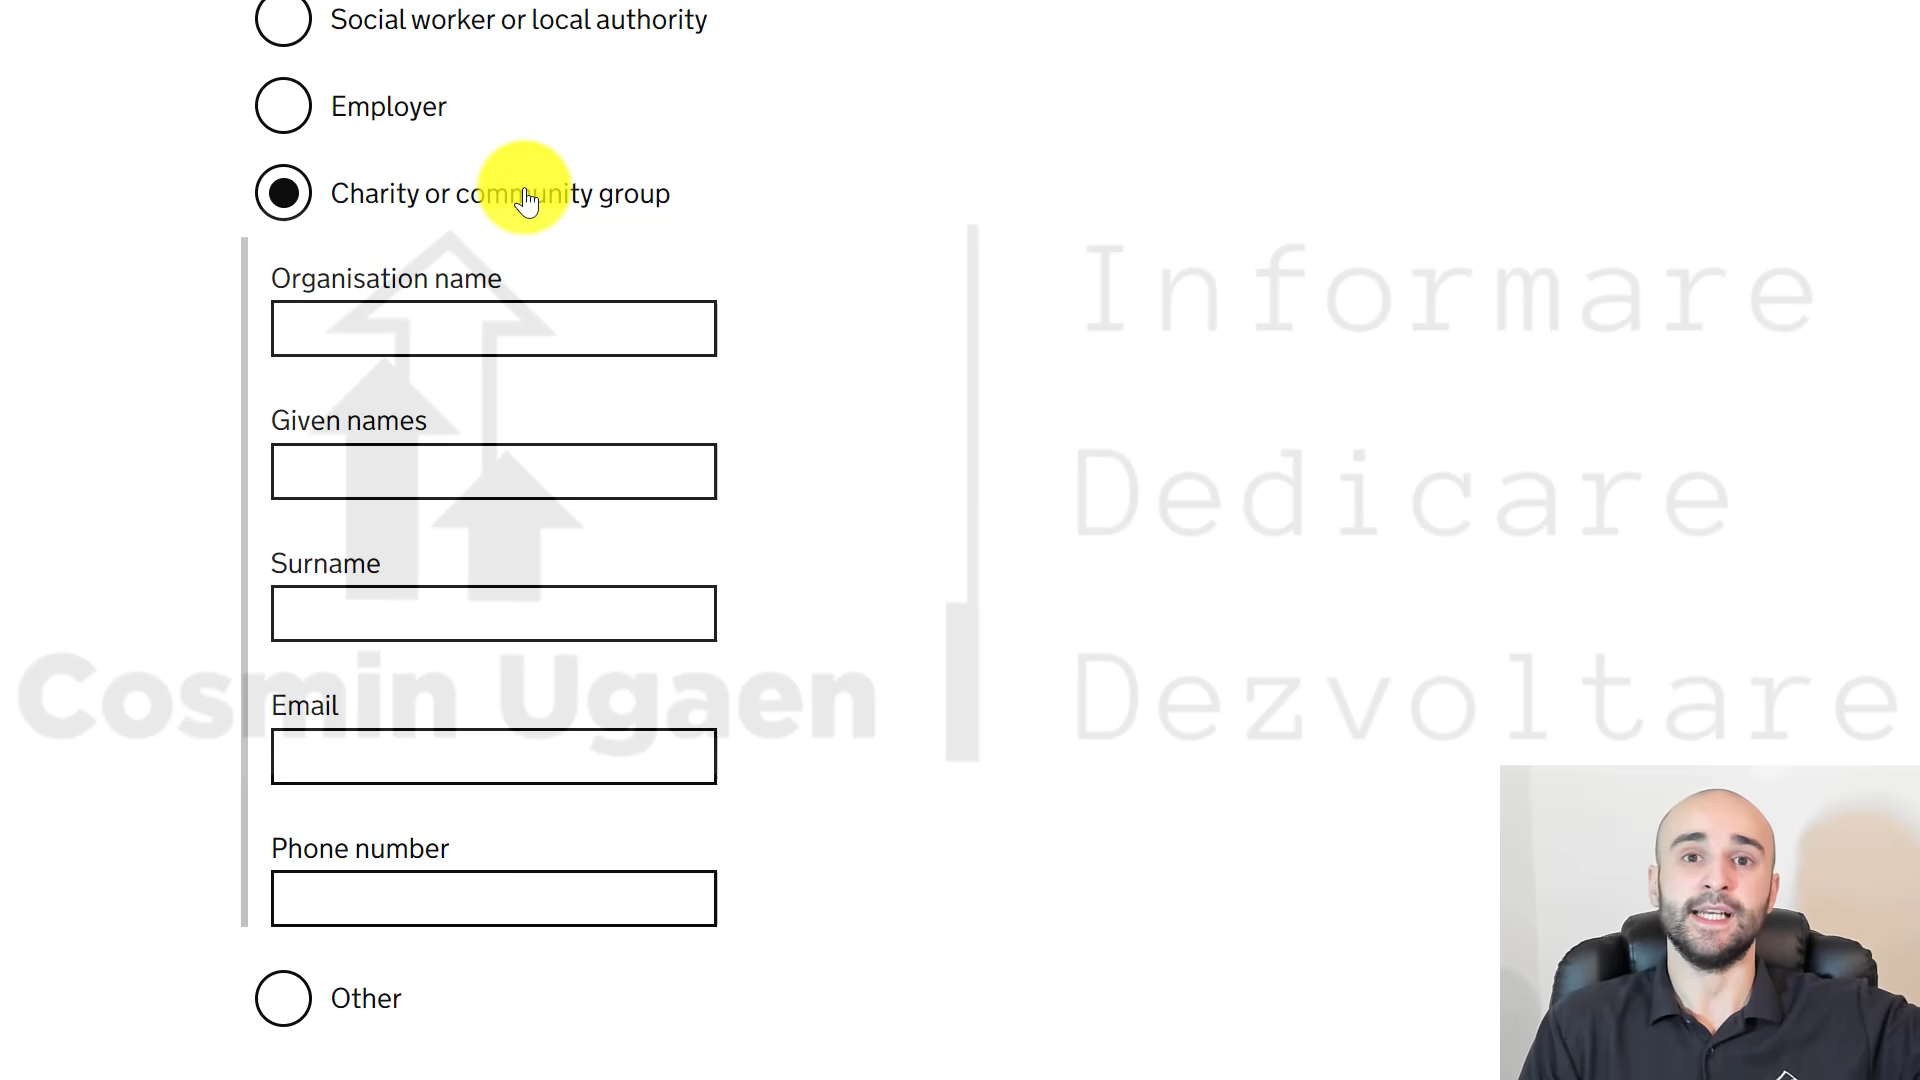 Social worker or local authority
Employer
Charity or community group
Organisation name
Given names
Surname
Email
Phone number
Other
Cosmin Ugaen
Informare
Dedicare
Dezvoltare